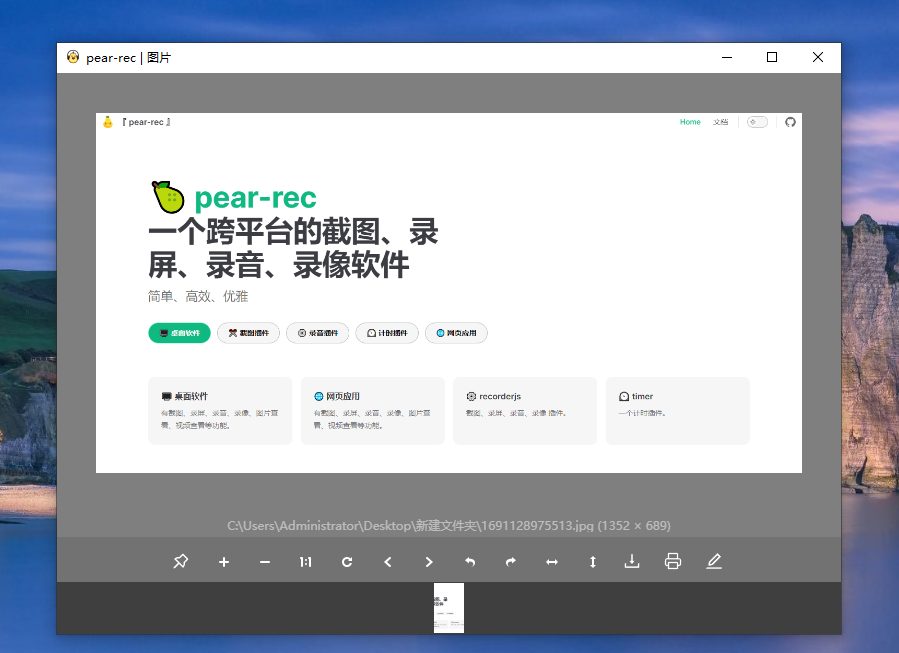 pear-rec | 图片
『 pear-rec 』
Home
文档
pear-rec
一个跨平台的截图、录
屏、录音、录像软件
简单、高效、优雅
桌面软件
截图插件
录音插件
计时插件
网页应用
桌面软件
有截图、录屏、录音、录像、图片查
看、视频查看等功能。
网页应用
有截图、录屏、录音、录像、图片查
看、视频查看等功能。
recorderjs
截图、录屏、录音、录像 插件。
timer
一个计时插件。
C:\Users\Administrator\Desktop\新建文件夹\1691128975513.jpg (1352 × 689)
1:1